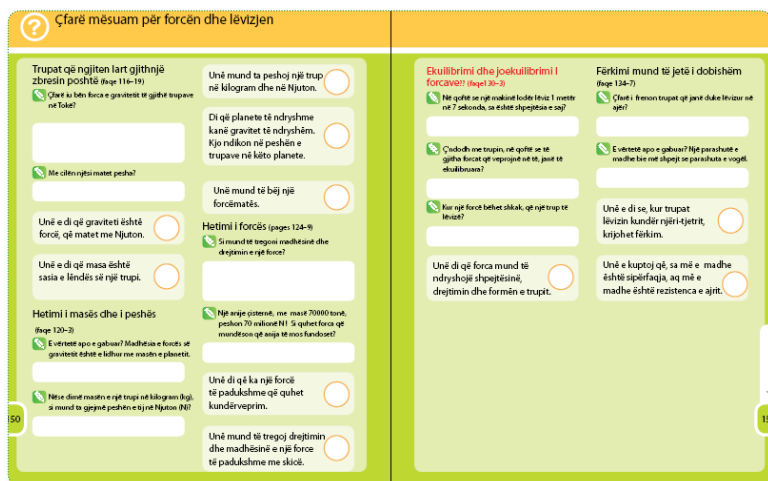 Çfarë mësuam për forcën dhe lëvizjen
Trupat që ngjiten lart gjithnjë
zbresin poshtë (faqe 116–19)
Çfarë iu bën forca e gravitetit të gjithë trupave
në Tokë?
Me cilën njësi matet pesha?
Unë e di që graviteti është
forcë, që matet me Njuton.
Unë e di që masa është
sasia e lëndës së një trupi.
Hetimi i masës dhe i peshës
(faqe 120–3)
E vërtetë apo e gabuar? Madhësia e forcës së
gravitetit është e lidhur me masën e planetit.
Nëse dimë masën e një trupi në kilogram (kg),
si mund ta gjejmë peshën e tij në Njuton (N)?
150
Unë mund ta peshoj një trup
në kilogram dhe në Njuton.
Di që planete të ndryshme
kanë gravitet të ndryshëm.
Kjo ndikon në peshën e
trupave në këto planete.
Unë mund të bëj një
forcëmatës.
Hetimi i forcës (pages 124–9)
Si mund të tregoni madhësinë dhe
drejtimin e një force?
Një anije çisternë, me masë 70000 tonë,
peshon 70 milionë N! Si quhet forca që
mundëson që anija të mos fundoset?
Unë di që ka një forcë
të padukshme që quhet
kundërveprim.
Unë mund të tregoj drejtimin
dhe madhësinë e një force
të padukshme me skicë.
Ekuilibrimi dhe joekuilibrimi I
forcave?? (faqe130–3)
Në qoftë se një makinë lodër lëviz 1 metër
në 7 sekonda, sa është shpejtësia e saj?
Ç'ndodh me trupin, në qoftë se të
gjitha forcat që veprojnë në të, janë të
ekuilibruara?
Kur një forcë bëhet shkak, që një trup të
lëvizë?
Unë di që forca mund të
ndryshojë shpejtësinë,
drejtimin dhe formën e trupit.
Fërkimi mund të jetë i dobishëm
(faqe 134–7)
Çfarë i frenon trupat që janë duke lëvizur në
ajër?
E vërtetë apo e gabuar? Një parashutë e
madhe bie më shpejt se parashuta e vogël.
Unë e di se, kur trupat
lëvizin kundër njëri-tjetrit,
krijohet fërkim.
Unë e kuptoj që, sa më e madhe
është sipërfaqja, aq më e
madhe është rezistenca e ajrit.